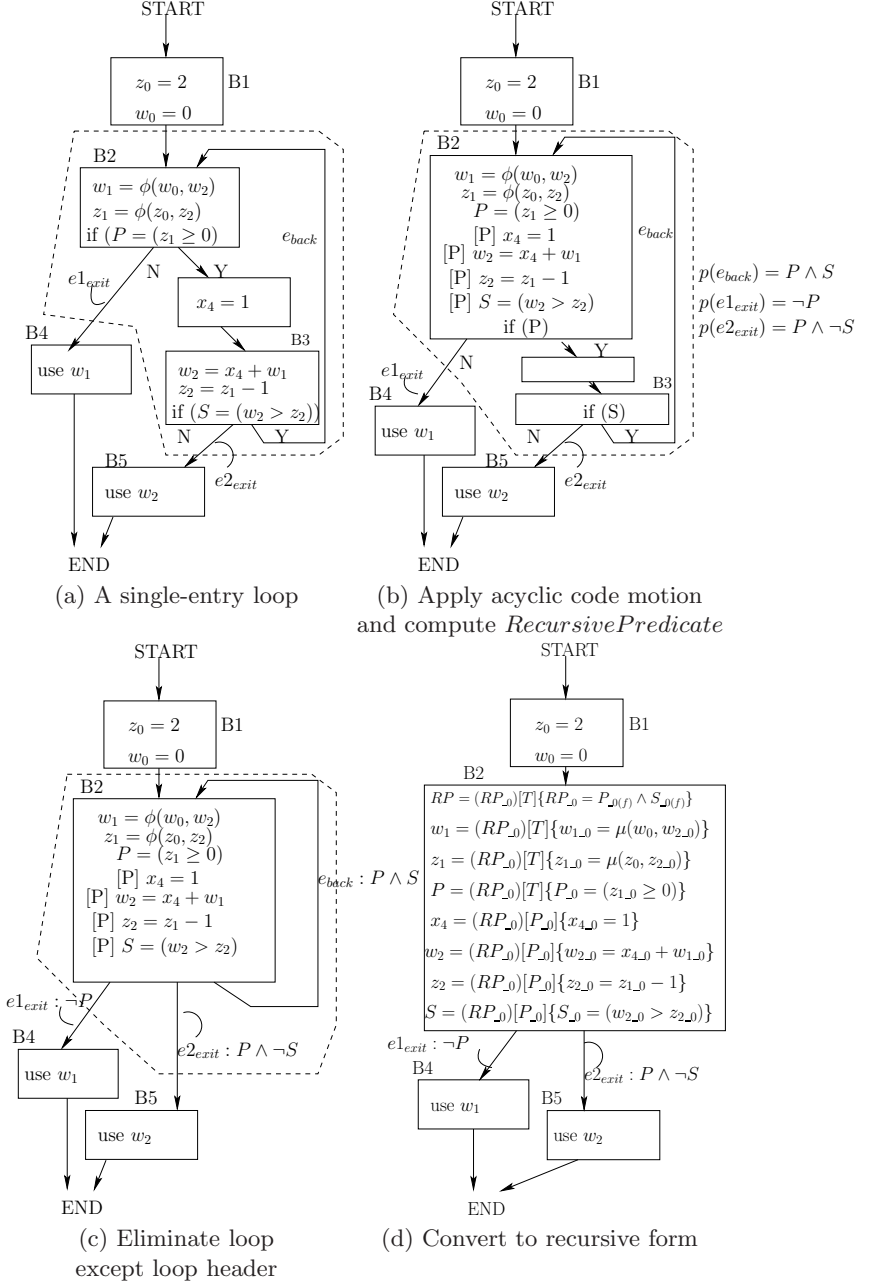 START
z_0 = 2
w_0 = 0
B1
B2
w_1 = ϕ(w_0, w_2)
z_1 = ϕ(z_0, z_2)
if (P = (z_1 ≥ 0)
e_back
e1_exit
N
Y
x_4 = 1
B4
use w_1
B3
w_2 = x_4 + w_1
z_2 = z_1 − 1
if (S = (w_2 > z_2))
N
Y
B5
use w_2
e2_exit
END
(a) A single-entry loop
START
z_0 = 2
w_0 = 0
B1
B2
w_1 = ϕ(w_0, w_2)
z_1 = ϕ(z_0, z_2)
P = (z_1 ≥ 0)
[P] x_4 = 1
[P] w_2 = x_4 + w_1
[P] z_2 = z_1 − 1
[P] S = (w_2 > z_2)
if (P)
e_back
p(e_back) = P ∧ S
p(e1_exit) = ¬P
p(e2_exit) = P ∧ ¬S
e1_exit
N
Y
B4
use w_1
B3
if (S)
N
Y
B5
use w_2
e2_exit
END
(b) Apply acyclic code motion
and compute RecursivePredicate
START
z_0 = 2
w_0 = 0
B1
B2
w_1 = ϕ(w_0, w_2)
z_1 = ϕ(z_0, z_2)
P = (z_1 ≥ 0)
[P] x_4 = 1
[P] w_2 = x_4 + w_1
[P] z_2 = z_1 − 1
[P] S = (w_2 > z_2)
e_back : P ∧ S
e1_exit : ¬P
B4
use w_1
e2_exit : P ∧ ¬S
B5
use w_2
END
(c) Eliminate loop
except loop header
START
z_0 = 2
w_0 = 0
B1
B2
RP = (RP_0)[T]{RP_0 = P_0(f) ∧ S_0(f)}
w_1 = (RP_0)[T]{w_1_0 = μ(w_0, w_2_0)}
z_1 = (RP_0)[T]{z_1_0 = μ(z_0, z_2_0)}
P = (RP_0)[T]{P_0 = (z_1_0 ≥ 0)}
x_4 = (RP_0)[P_0]{x_4_0 = 1}
w_2 = (RP_0)[P_0]{w_2_0 = x_4_0 + w_1_0}
z_2 = (RP_0)[P_0]{z_2_0 = z_1_0 − 1}
S = (RP_0)[P_0]{S_0 = (w_2_0 > z_2_0)}
e1_exit : ¬P
B4
use w_1
e2_exit : P ∧ ¬S
B5
use w_2
END
(d) Convert to recursive form